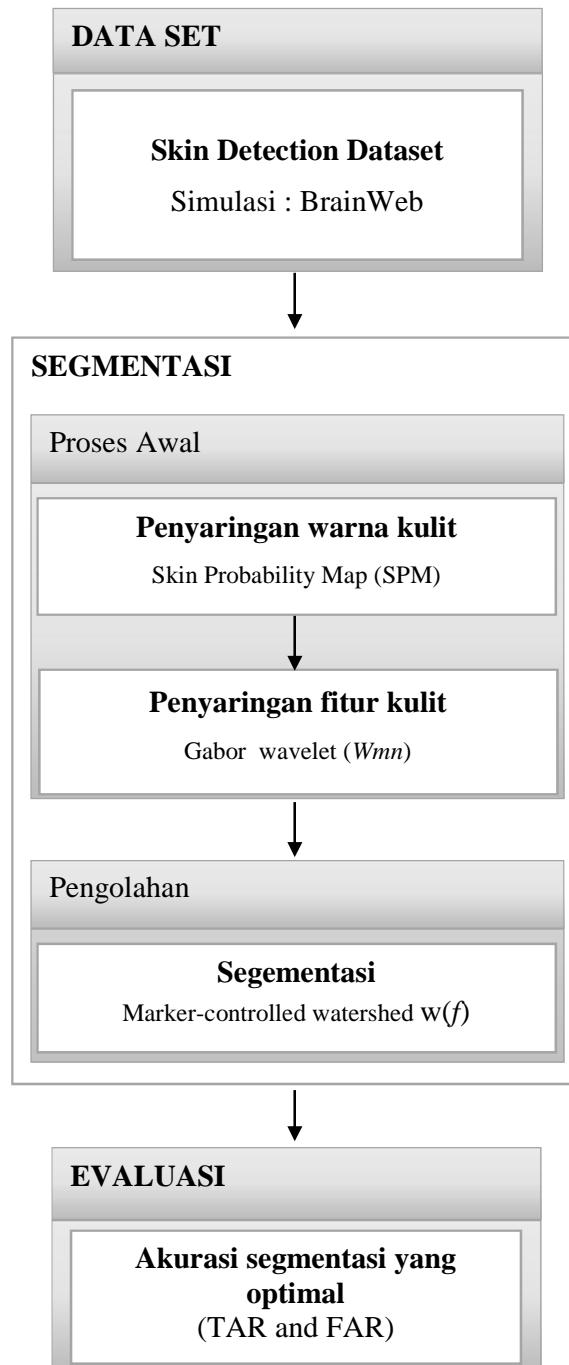 DATA SET
Skin Detection Dataset
Simulasi : BrainWeb
SEGMENTASI
Proses Awal
Penyaringan warna kulit
Skin Probability Map (SPM)
Penyaringan fitur kulit
Gabor wavelet (Wmn)
Pengolahan
Segementasi
Marker-controlled watershed w(f)
EVALUASI
Akurasi segmentasi yang
optimal
(TAR and FAR)